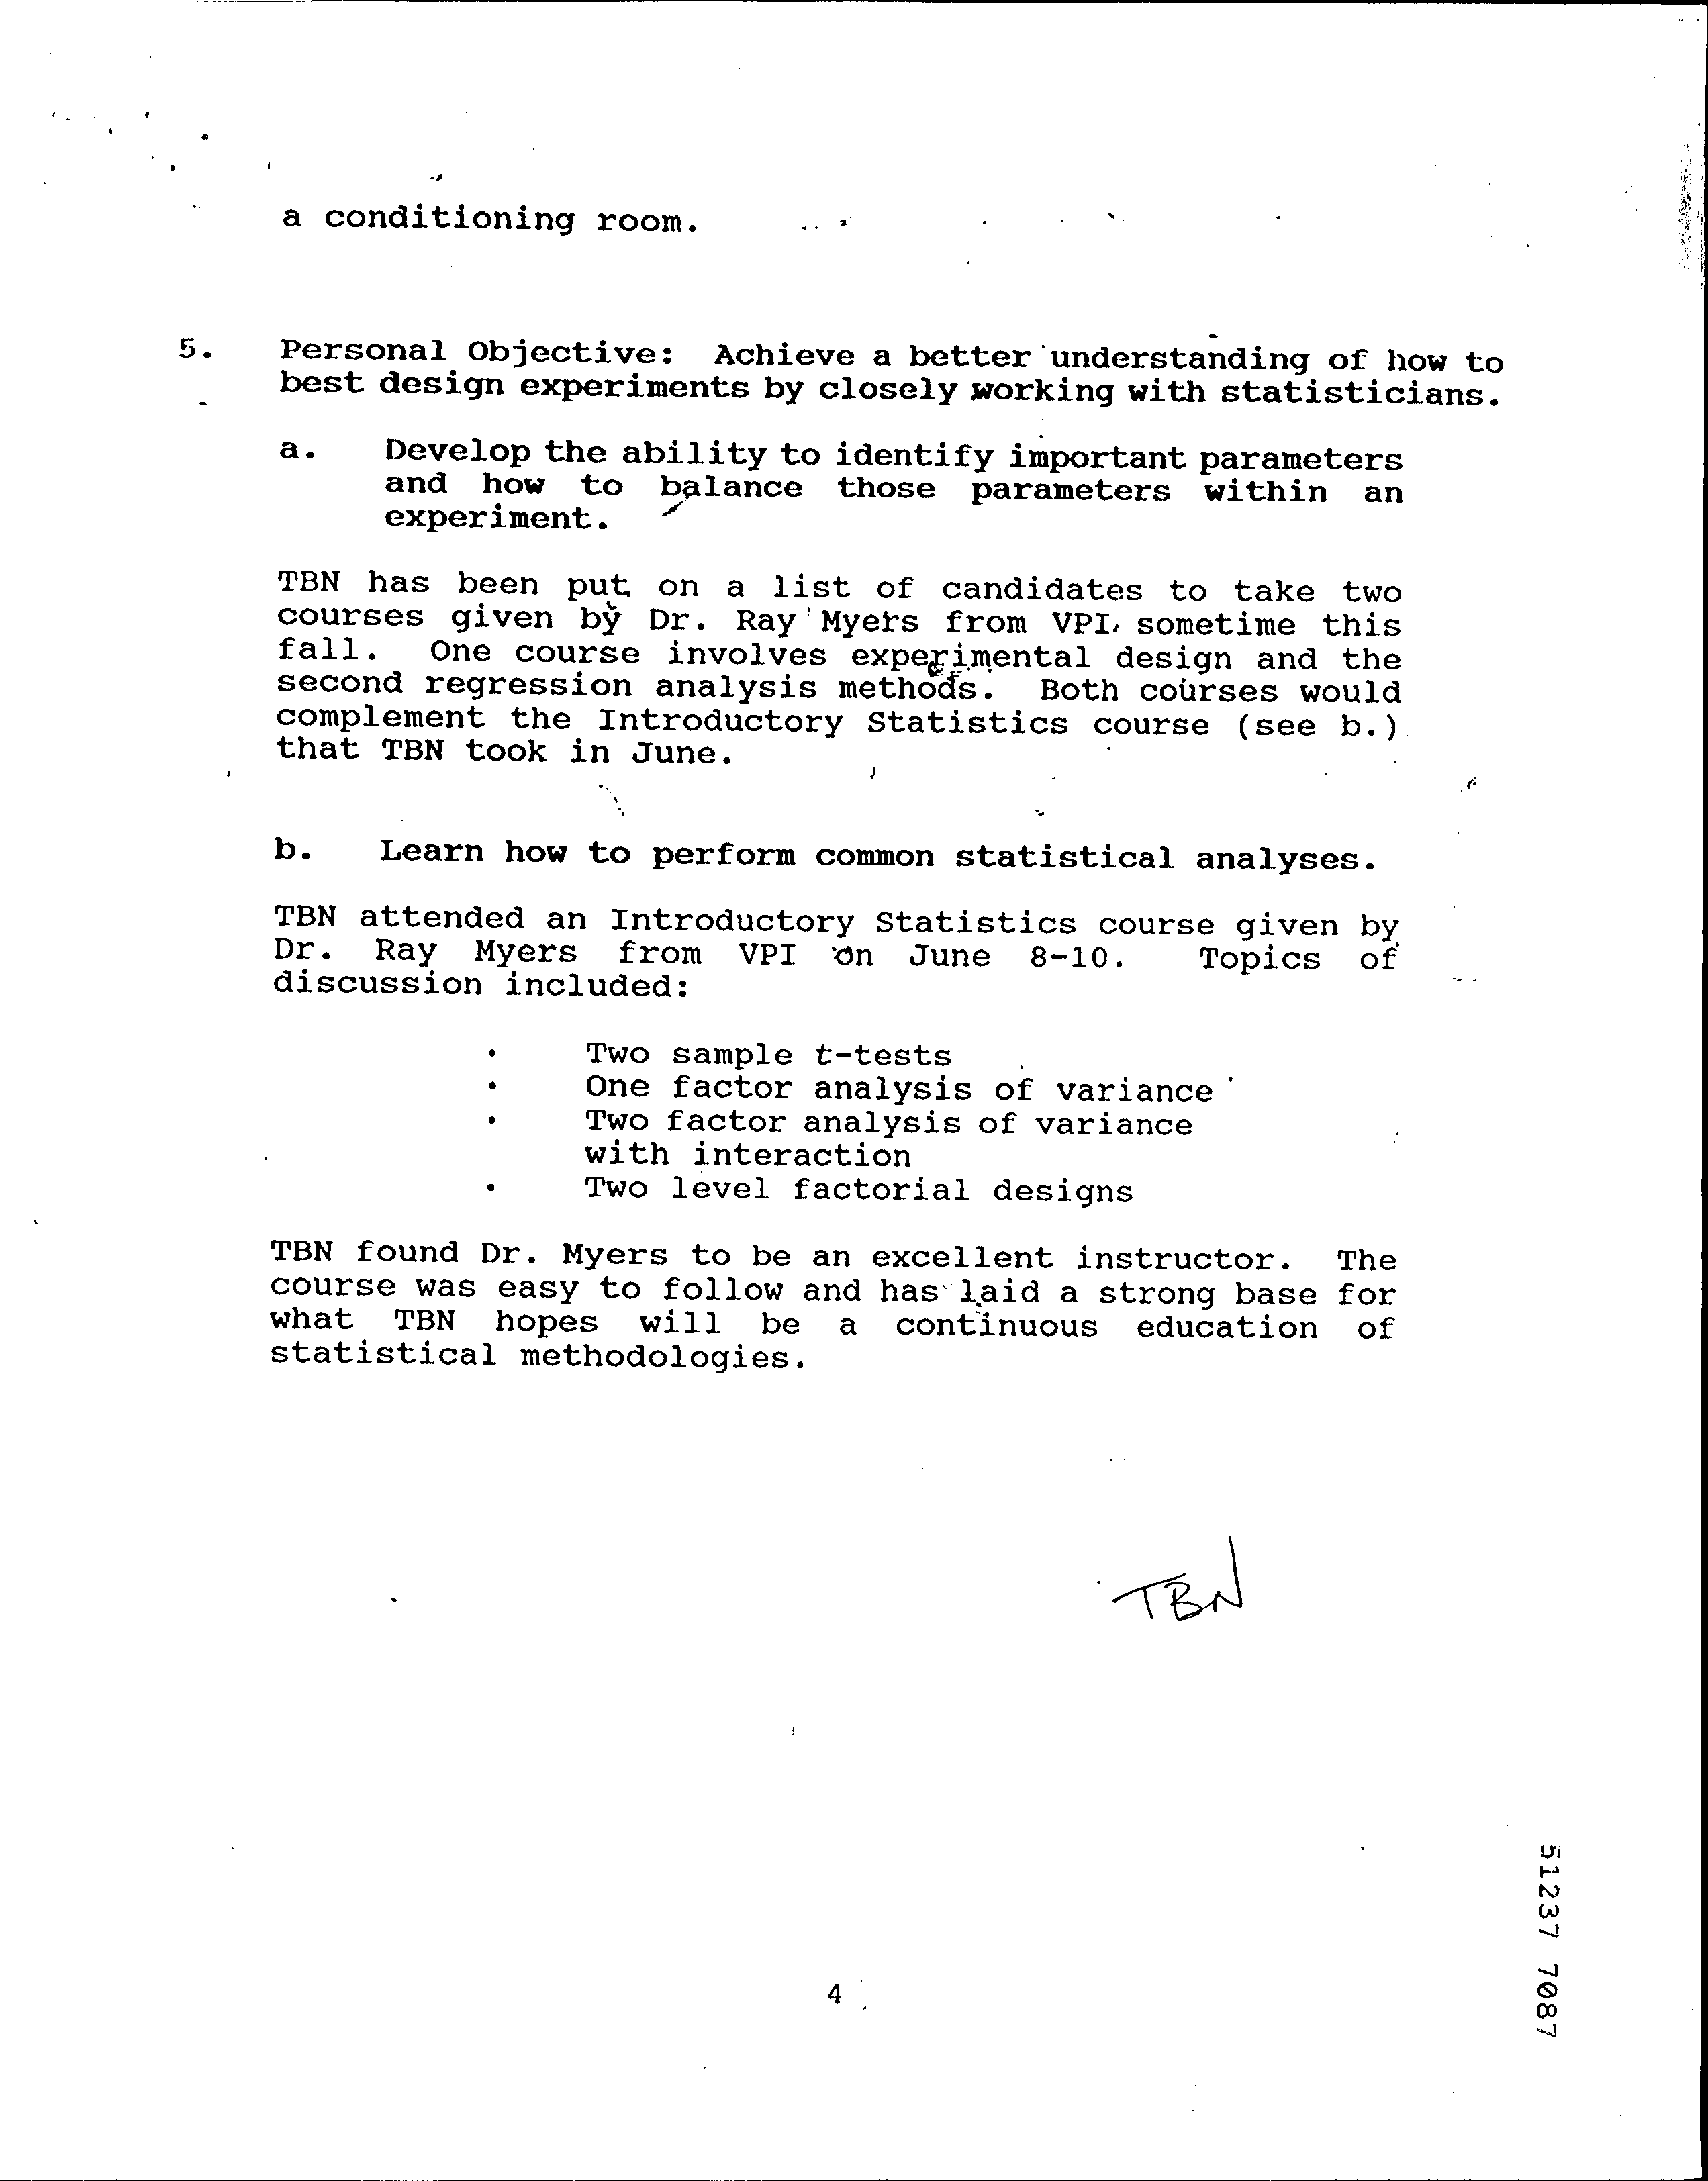 a conditioning room.
5. Personal Objective: Achieve a better understanding of how to
best design experiments by closely working with statisticians.
a. Develop the ability to identify important parameters
and how to balance those parameters within an
experiment.
TBN has been put on a list of candidates to take two
courses given by Dr. Ray Myers from VPI, sometime this
fall. One course involves experimental design and the
second regression analysis methods. Both courses would
complement the Introductory Statistics course (see b.)
that TBN took in June.
b. Learn how to perform common statistical analyses.
TBN attended an Introductory Statistics course given by
Dr. Ray Myers from VPI on June 8-10. Topics of
discussion included:
· Two sample t-tests
· One factor analysis of variance
· Two factor analysis of variance
with interaction
· Two level factorial designs
TBN found Dr. Myers to be an excellent instructor. The
course was easy to follow and has laid a strong base for
what TBN hopes will be a continuous education of
statistical methodologies.
TBN
51237 7087
4